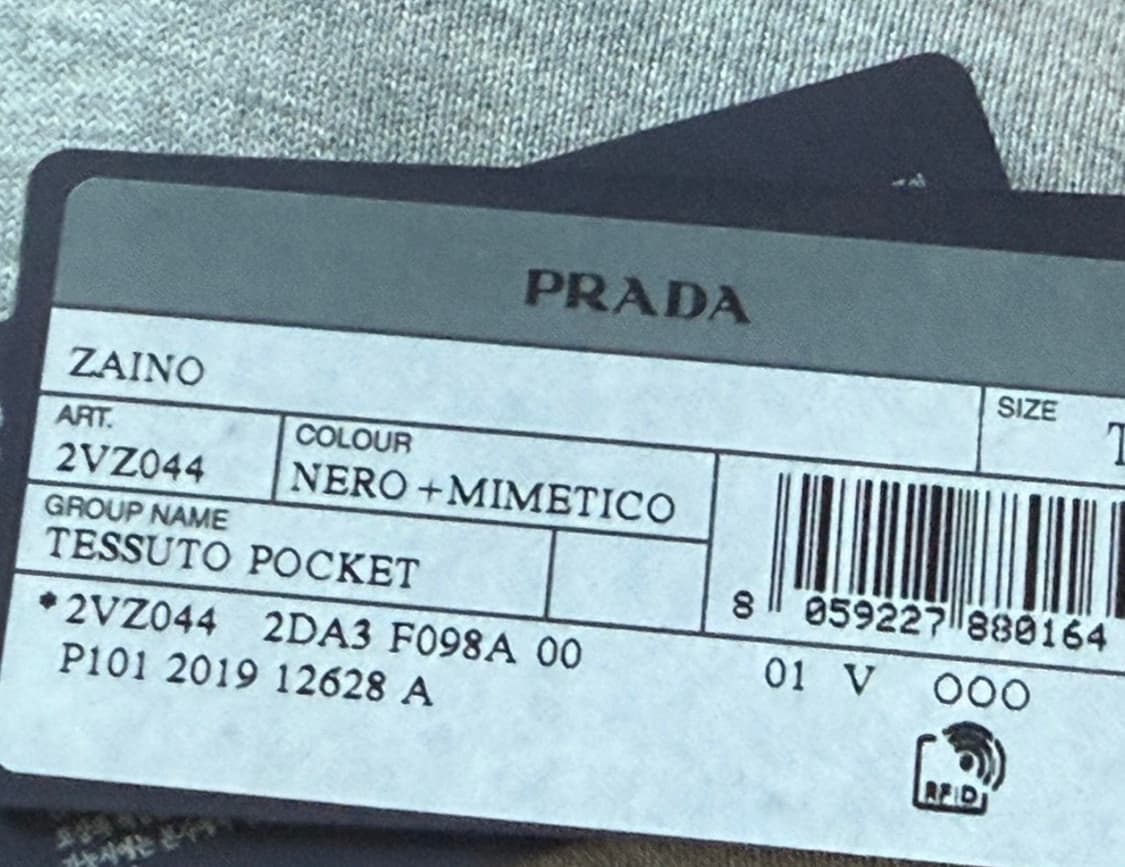 PRADA
ZAINO
SIZE
T
ART.
2VZ044
COLOUR
NERO +MIMETICO
GROUP NAME
TESSUTO POCKET
8 059227 880164
*2VZ044 2DA3 F098A 00
P101 2019 12628 A
01 V 000
RFID